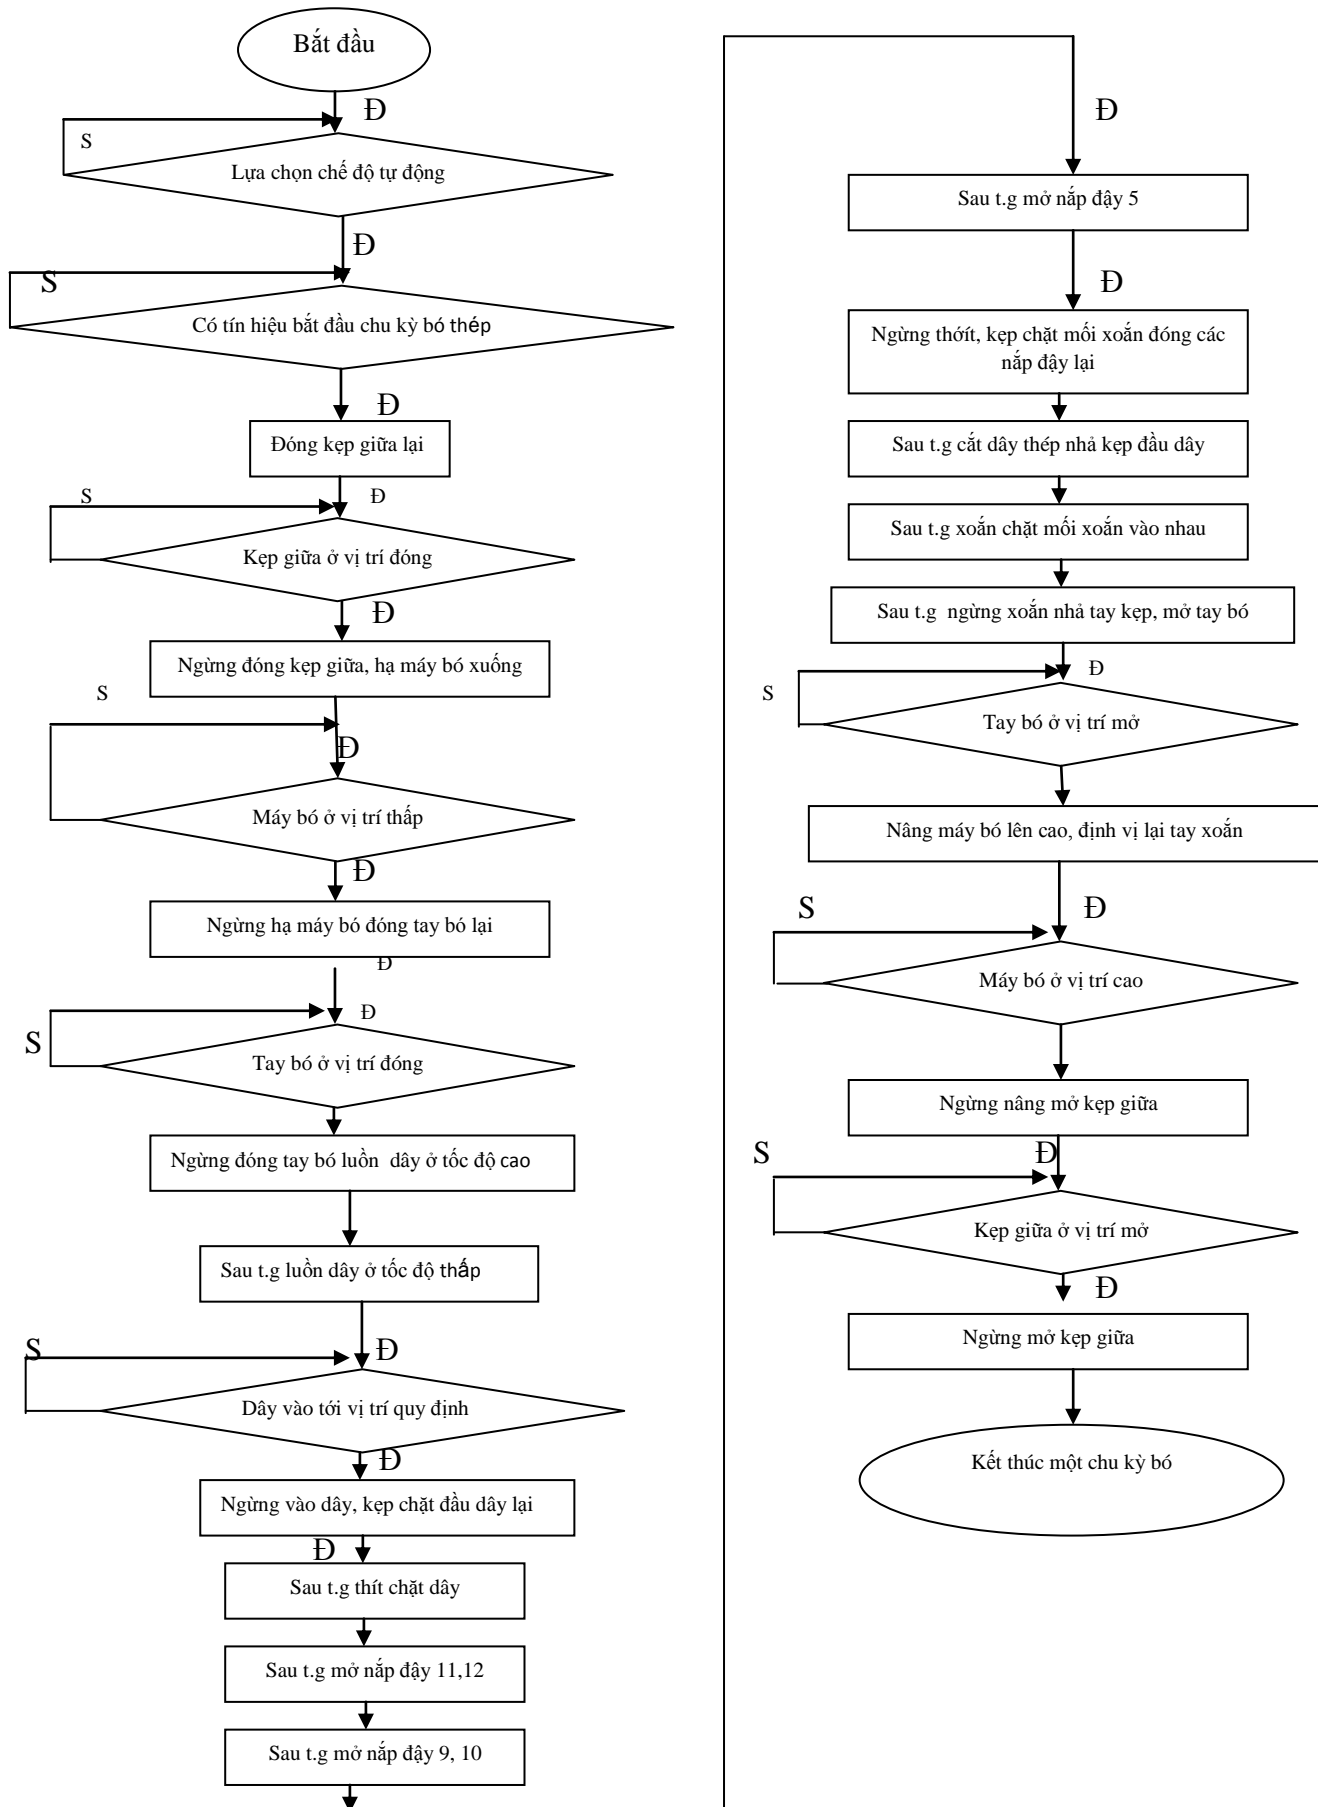 Bắt đầu
Đ
S
Lựa chọn chế độ tự động
Đ
S
Có tín hiệu bắt đầu chu kỳ bó thép
Đ
Đóng kẹp giữa lại
S
Đ
Kẹp giữa ở vị trí đóng
Đ
Ngừng đóng kẹp giữa, hạ máy bó xuống
S
Đ
Máy bó ở vị trí thấp
Đ
Ngừng hạ máy bó đóng tay bó lại
Đ
Đ
S
Tay bó ở vị trí đóng
Ngừng đóng tay bó luồn dây ở tốc độ cao
Sau t.g luồn dây ở tốc độ thấp
S
Đ
Dây vào tới vị trí quy định
Đ
Ngừng vào dây, kẹp chặt đầu dây lại
Đ
Sau t.g thít chặt dây
Sau t.g mở nắp đậy 11,12
Sau t.g mở nắp đậy 9, 10
Đ
Sau t.g mở nắp đậy 5
Đ
Ngừng thớít, kẹp chặt mối xoắn đóng các
nắp đậy lại
Sau t.g cắt dây thép nhả kẹp đầu dây
Sau t.g xoắn chặt mối xoắn vào nhau
Sau t.g ngừng xoắn nhả tay kẹp, mở tay bó
Đ
S
Tay bó ở vị trí mở
Nâng máy bó lên cao, định vị lại tay xoắn
S
Đ
Máy bó ở vị trí cao
Ngừng nâng mở kẹp giữa
S
Đ
Kẹp giữa ở vị trí mở
Đ
Ngừng mở kẹp giữa
Kết thúc một chu kỳ bó